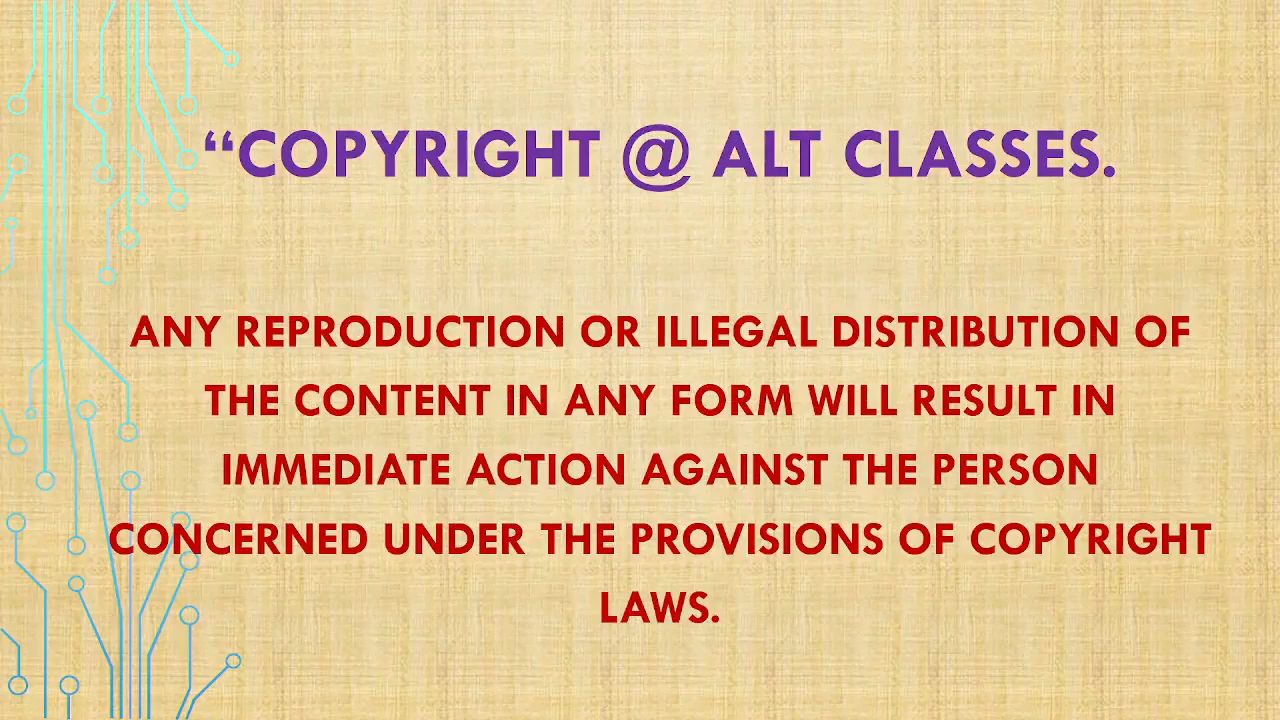 “COPYRIGHT @ ALT CLASSES.
ANY REPRODUCTION OR ILLEGAL DISTRIBUTION OF
THE CONTENT IN ANY FORM WILL RESULT IN
IMMEDIATE ACTION AGAINST THE PERSON
CONCERNED UNDER THE PROVISIONS OF COPYRIGHT
LAWS.